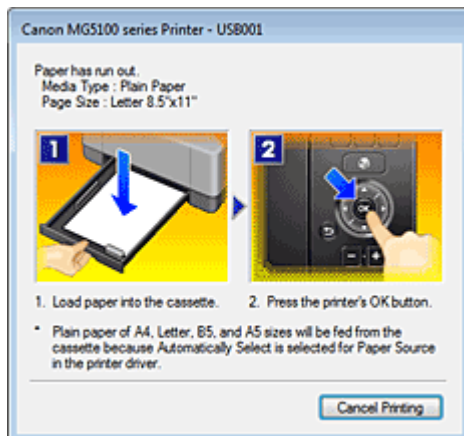 Canon MG5100 series Printer - USB001
Paper has run out.
Media Type : Plain Paper
Page Size : Letter 8.5"x11"
1 2
OK
1. Load paper into the cassette. 2. Press the printer's OK button.
* Plain paper of A4, Letter, B5, and A5 sizes will be fed from the
cassette because Automatically Select is selected for Paper Source
in the printer driver.
Cancel Printing